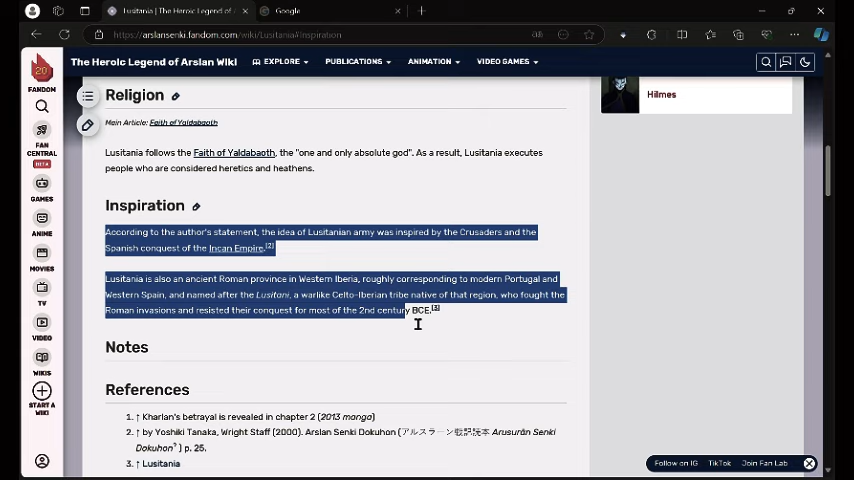 Lusitania | The Heroic Legend of A
Google
https://arslansenki.fandom.com/wiki/Lusitania#Inspiration
20
FANDOM
FAN CENTRAL
BETA
GAMES
ANIME
MOVIES
TV
VIDEO
WIKIS
START A WIKI
The Heroic Legend of Arslan Wiki
EXPLORE
PUBLICATIONS
ANIMATION
VIDEO GAMES
Religion
Hilmes
Main Article: Faith of Yaldabaoth
Lusitania follows the Faith of Yaldabaoth, the "one and only absolute god". As a result, Lusitania executes
people who are considered heretics and heathens.
Inspiration
According to the author's statement, the idea of Lusitanian army was inspired by the Crusaders and the
Spanish conquest of the Incan Empire.[2]
Lusitania is also an ancient Roman province in Western Iberia, roughly corresponding to modern Portugal and
Western Spain, and named after the Lusitani, a warlike Celto-Iberian tribe native of that region, who fought the
Roman invasions and resisted their conquest for most of the 2nd century BCE.[3]
Notes
References
1. ↑ Kharlan's betrayal is revealed in chapter 2 (2013 manga)
2. ↑ by Yoshiki Tanaka, Wright Staff (2000). Arslan Senki Dokuhon (アルスラーン戦記読本 Arusurān Senki
Dokuhon? ) p. 25.
3. ↑ Lusitania
Follow on IG TikTok Join Fan Lab